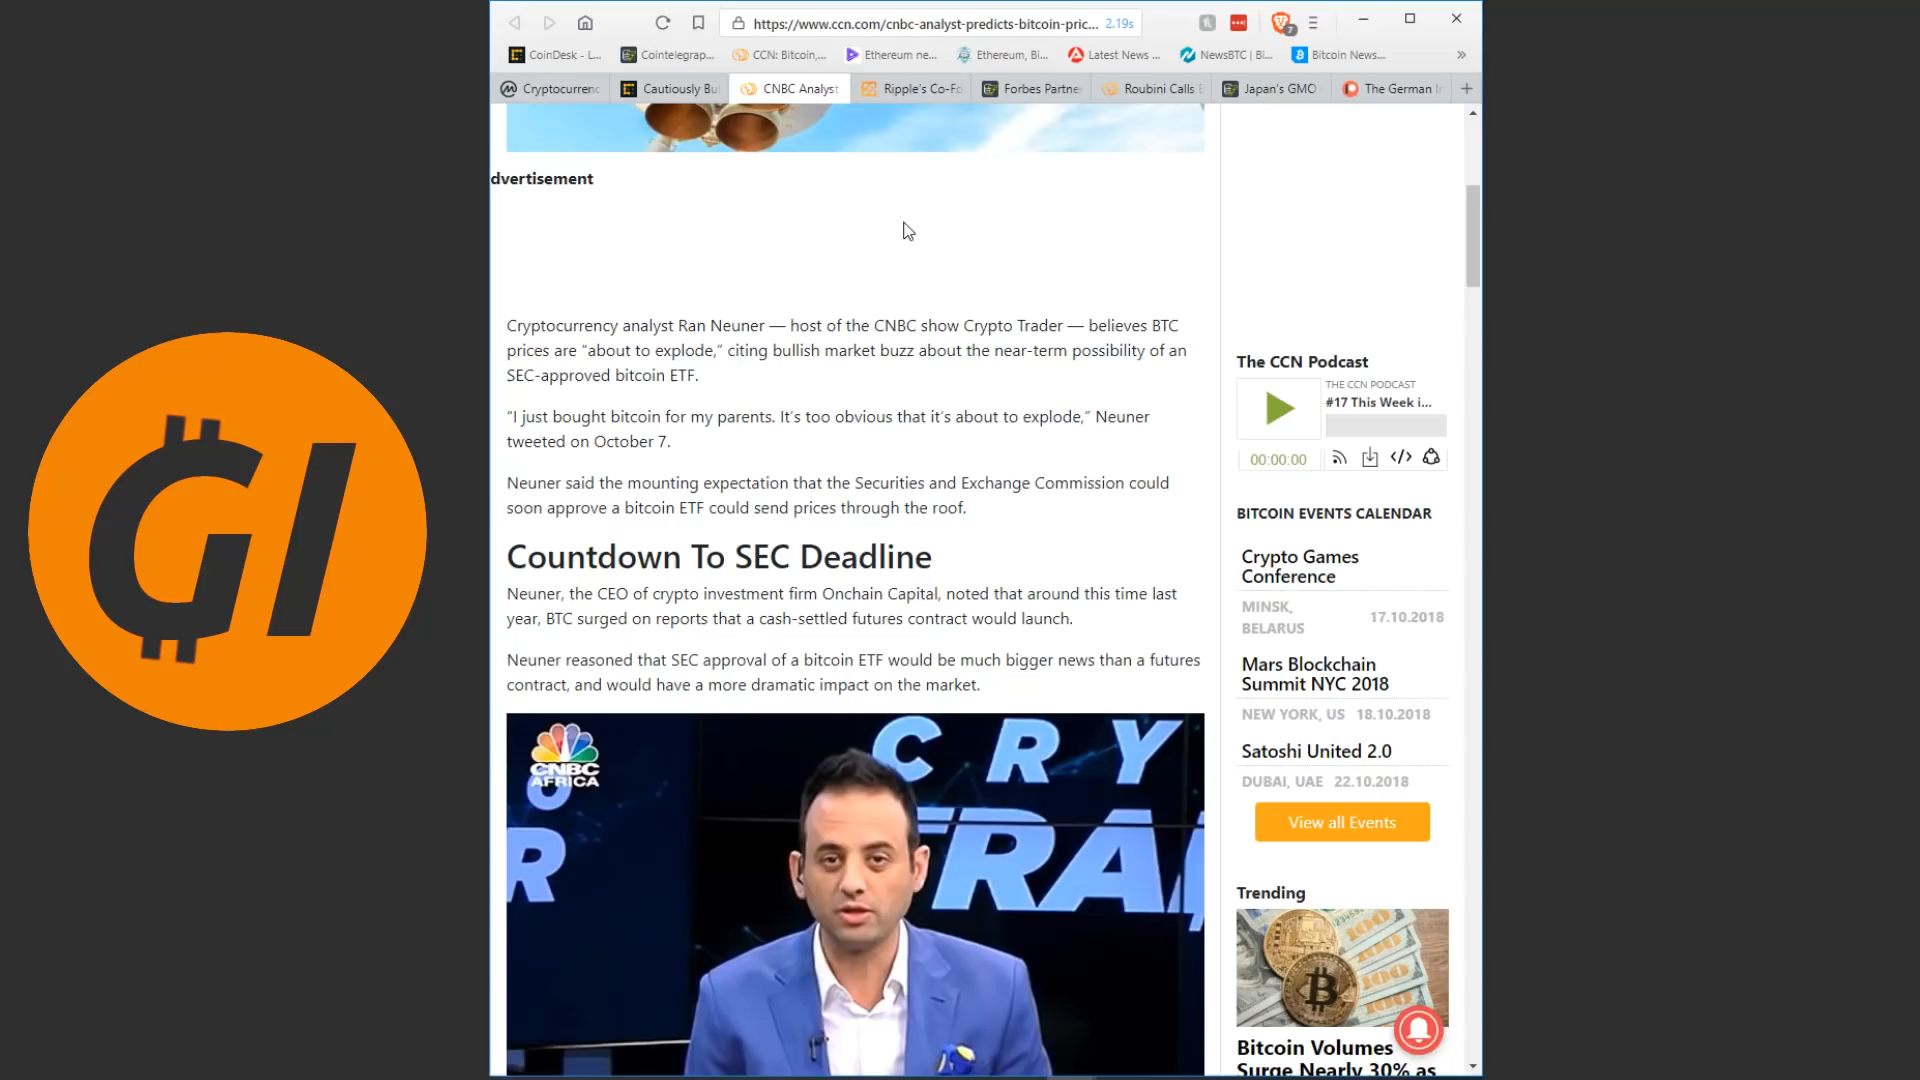 https://www.ccn.com/cnbc-analyst-predicts-bitcoin-pric... 2.19s
7
CoinDesk - L... Cointelegrap... CCN: Bitcoin,... Ethereum ne... Ethereum, Bi... Latest News ... NewsBTC | Bi... Bitcoin News... »
Cryptocurrenc Cautiously Bu CNBC Analyst Ripple's Co-Fo Forbes Partne Roubini Calls Japan's GMO The German I
dvertisement
Cryptocurrency analyst Ran Neuner — host of the CNBC show Crypto Trader — believes BTC
prices are “about to explode,” citing bullish market buzz about the near-term possibility of an
SEC-approved bitcoin ETF.
“I just bought bitcoin for my parents. It’s too obvious that it’s about to explode,” Neuner
tweeted on October 7.
Neuner said the mounting expectation that the Securities and Exchange Commission could
soon approve a bitcoin ETF could send prices through the roof.
Countdown To SEC Deadline
Neuner, the CEO of crypto investment firm Onchain Capital, noted that around this time last
year, BTC surged on reports that a cash-settled futures contract would launch.
Neuner reasoned that SEC approval of a bitcoin ETF would be much bigger news than a futures
contract, and would have a more dramatic impact on the market.
CNBC
AFRICA
CRY
TRA
O
R
GI
The CCN Podcast
THE CCN PODCAST
#17 This Week i...
00:00:00
BITCOIN EVENTS CALENDAR
Crypto Games
Conference
MINSK,
BELARUS
17.10.2018
Mars Blockchain
Summit NYC 2018
NEW YORK, US 18.10.2018
Satoshi United 2.0
DUBAI, UAE 22.10.2018
View all Events
Trending
100
100
100
Bitcoin Volumes
Surge Nearly 30% as